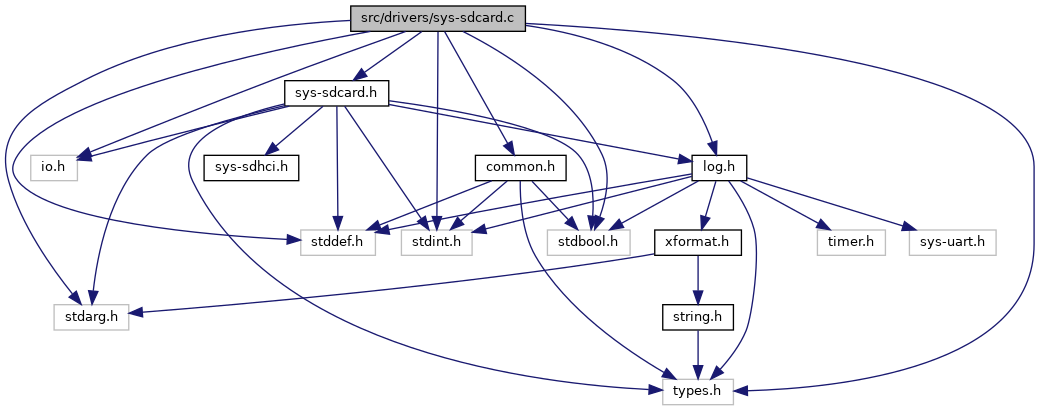 src/drivers/sys-sdcard.c
sys-sdcard.h
io.h
sys-sdhci.h
common.h
log.h
stddef.h
stdint.h
stdbool.h
xformat.h
timer.h
sys-uart.h
stdarg.h
string.h
types.h